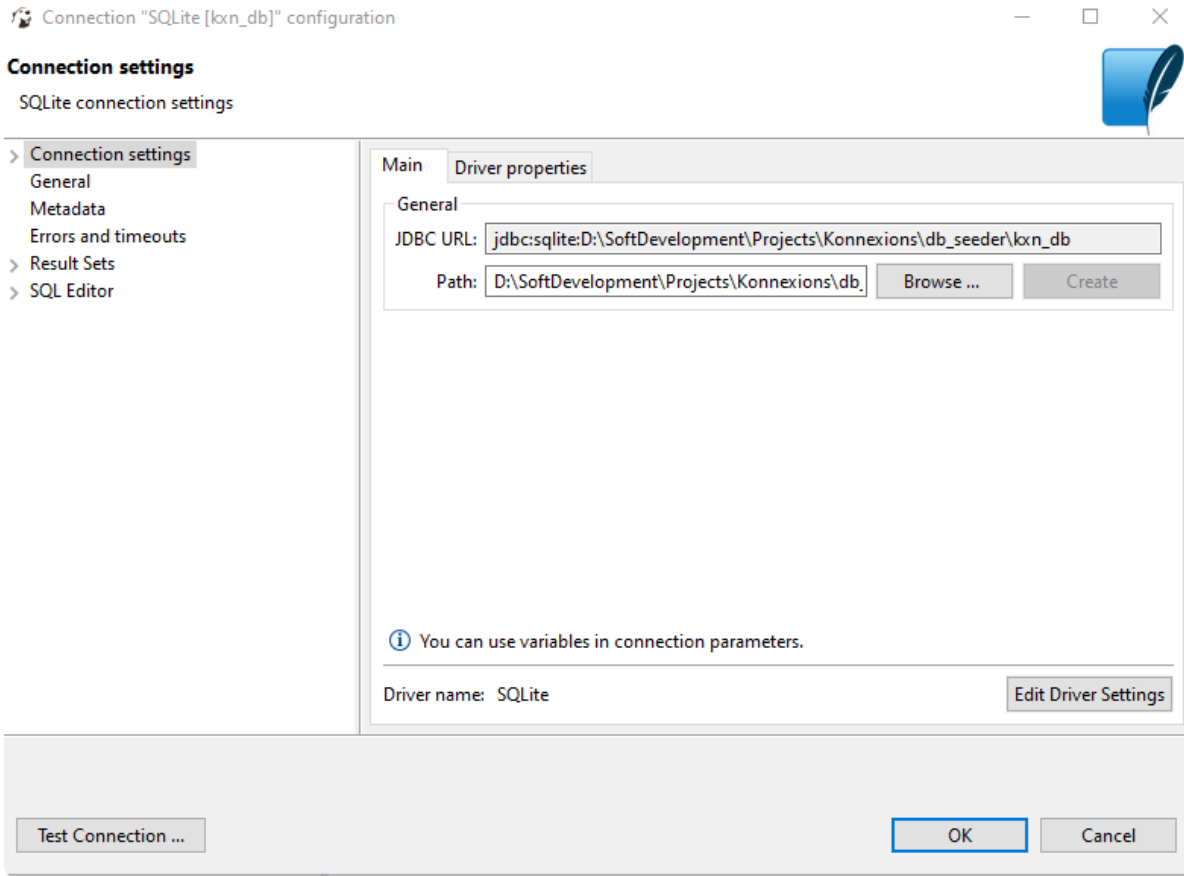 Connection "SQLite [kxn_db]" configuration
Connection settings
SQLite connection settings
Connection settings
General
Metadata
Errors and timeouts
Result Sets
SQL Editor
Main
Driver properties
General
JDBC URL: jdbc:sqlite:D:\SoftDevelopment\Projects\Konnexions\db_seeder\kxn_db
Path: D:\SoftDevelopment\Projects\Konnexions\db_ Browse ... Create
You can use variables in connection parameters.
Driver name: SQLite Edit Driver Settings
Test Connection ... OK Cancel